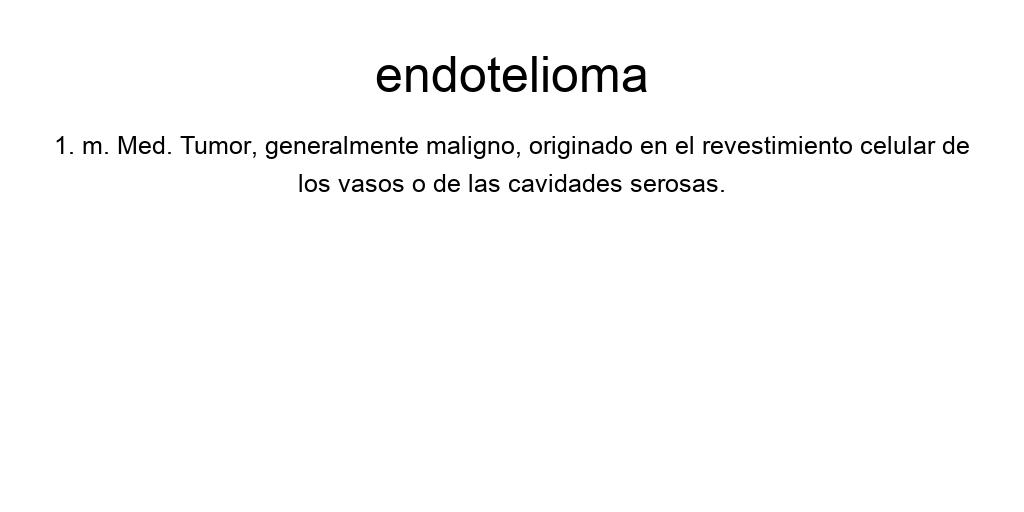 endotelioma
1. m. Med. Tumor, generalmente maligno, originado en el revestimiento celular de
los vasos o de las cavidades serosas.